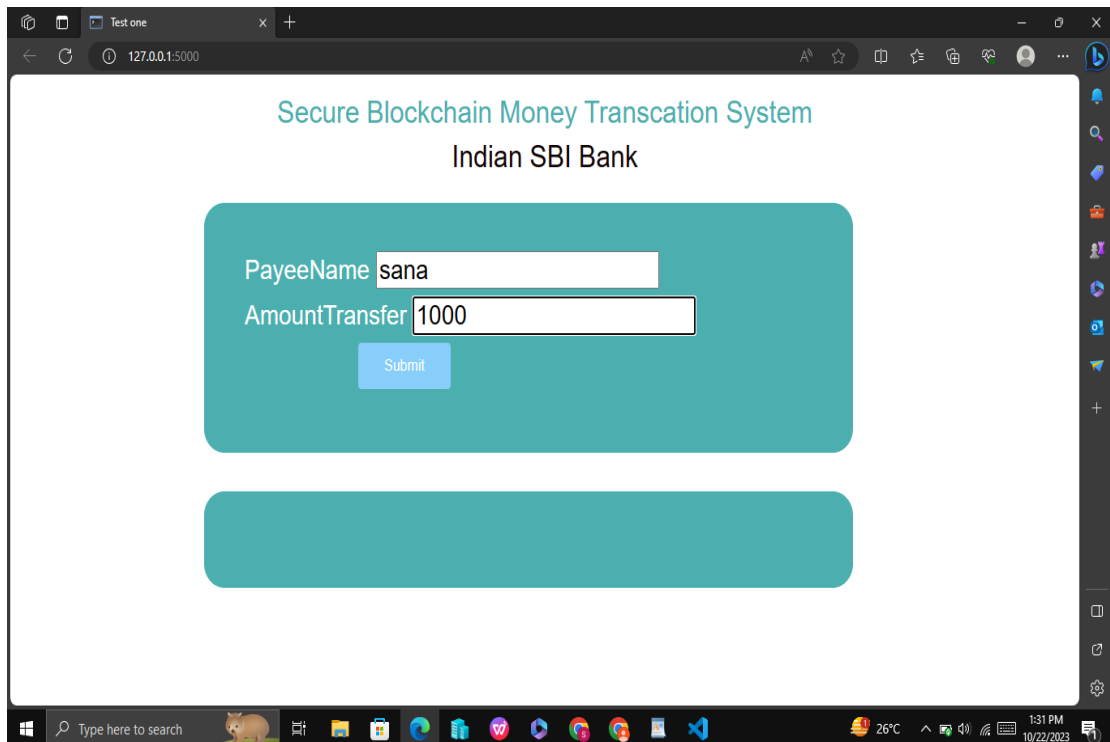 Test one
127.0.0.1:5000
Secure Blockchain Money Transcation System
Indian SBI Bank
PayeeName sana
AmountTransfer 1000
Submit
Type here to search
26°C
1:31 PM
10/22/2023